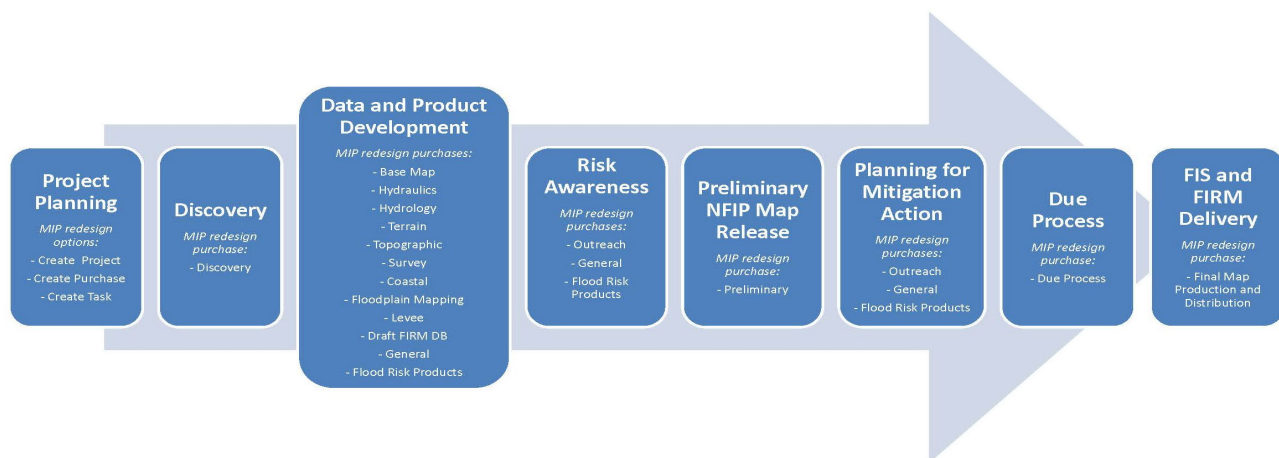 Project
Planning
MIP redesign
options:
- Create Project
- Create Purchase
- Create Task
Discovery
MIP redesign
purchase:
- Discovery
Data and Product
Development
MIP redesign purchases:
- Base Map
- Hydraulics
- Hydrology
- Terrain
- Topographic
- Survey
- Coastal
- Floodplain Mapping
- Levee
- Draft FIRM DB
- General
- Flood Risk Products
Risk
Awareness
MIP redesign
purchases:
- Outreach
- General
- Flood Risk
Products
Preliminary
NFIP Map
Release
MIP redesign
purchase:
- Preliminary
Planning for
Mitigation
Action
MIP redesign
purchases:
- Outreach
- General
- Flood Risk Products
Due
Process
MIP redesign
purchase:
- Due Process
FIS and
FIRM
Delivery
MIP redesign
purchase:
- Final Map
Production and
Distribution